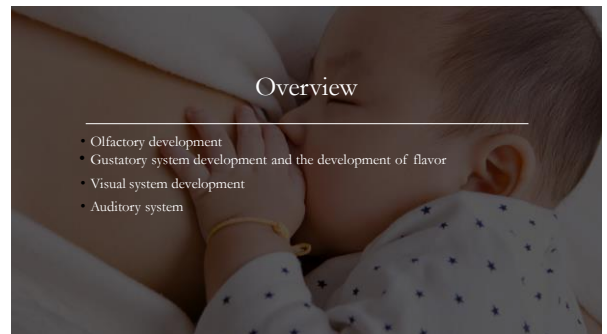 Overview
• Olfactory development
• Gustatory system development and the development of flavor
• Visual system development
• Auditory system